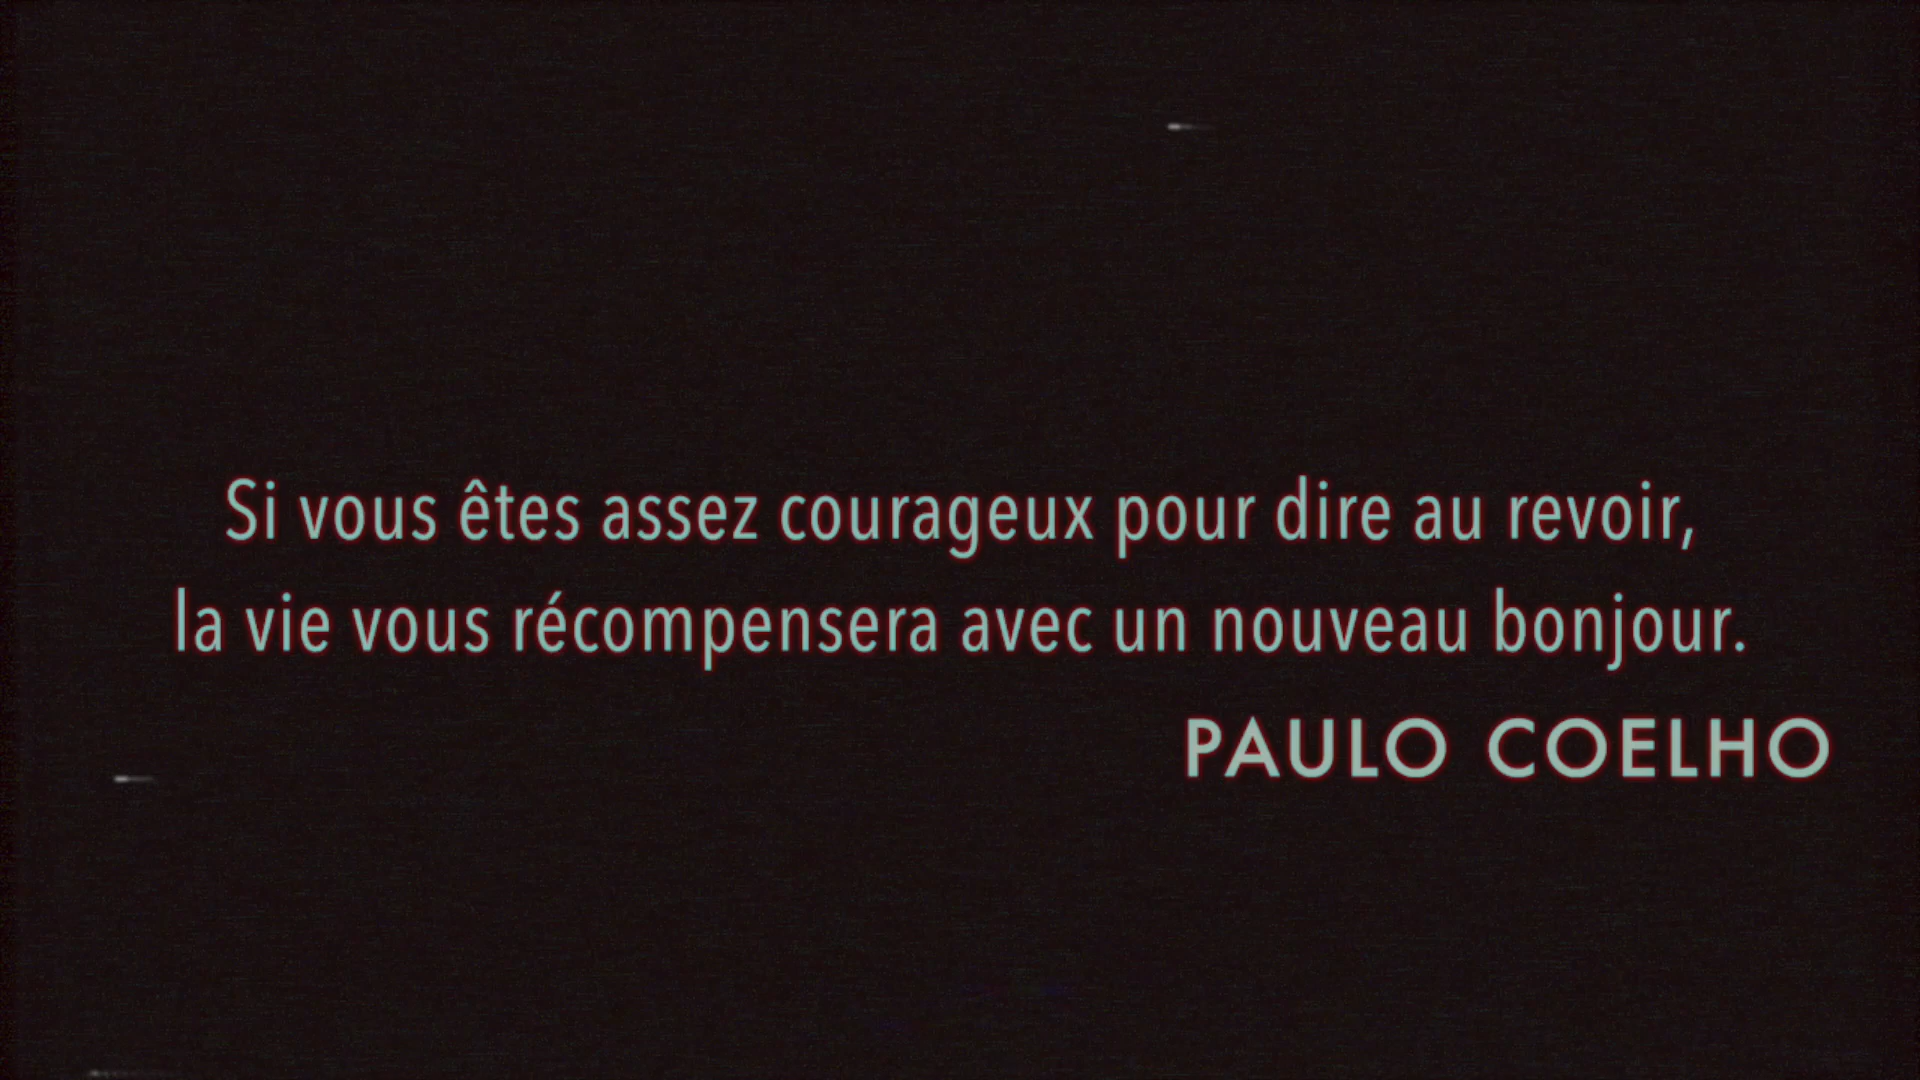 Si vous êtes assez courageux pour dire au revoir,
la vie vous récompensera avec un nouveau bonjour.
PAULO COELHO